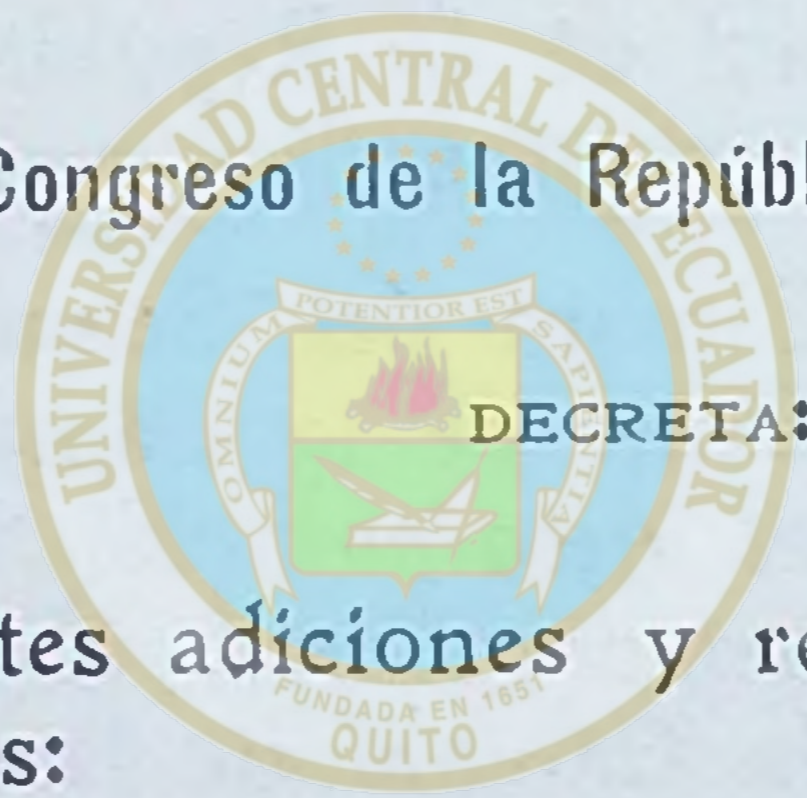 UNIVERSIDAD CENTRAL DEL ECUADOR
Congreso de la Repúbl
POTENTIOR EST
OMNIUM
SAPIENTIA
DECRETA:
tes adiciones y re
FUNDADA EN 1651
QUITO
s: